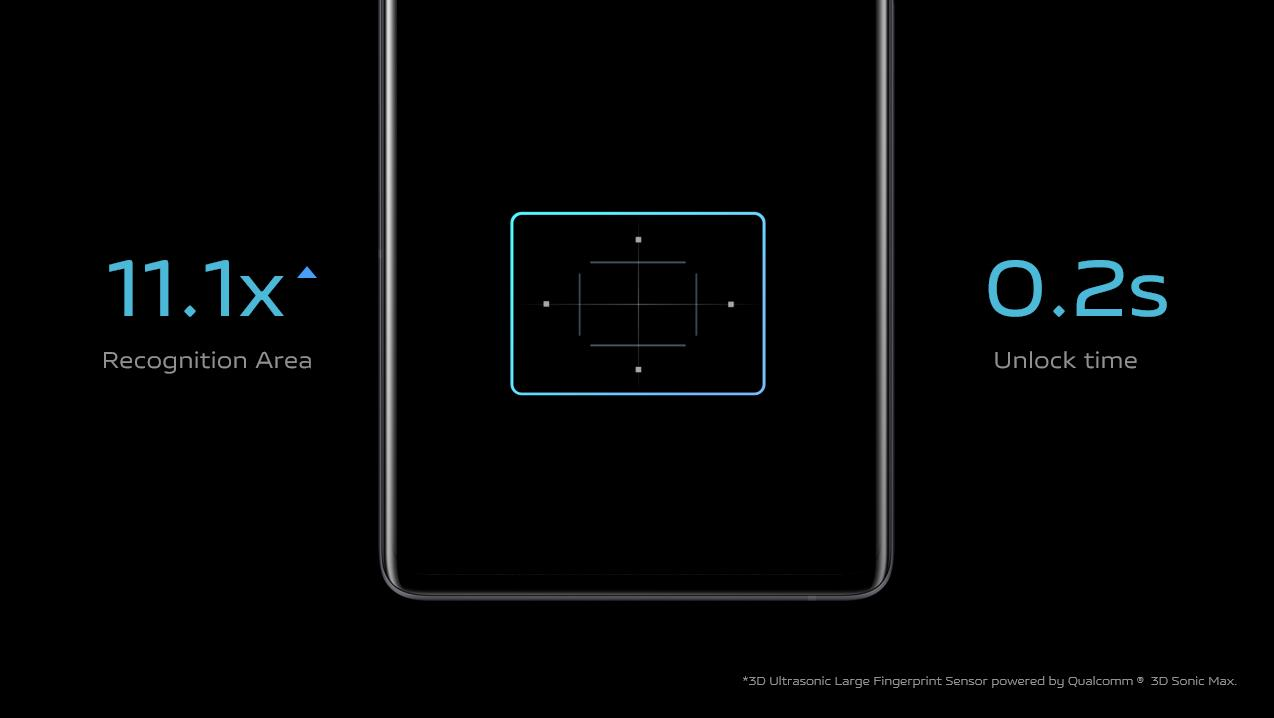 11.1x
Recognition Area
0.2s
Unlock time
*3D Ultrasonic Large Fingerprint Sensor powered by Qualcomm ® 3D Sonic Max.